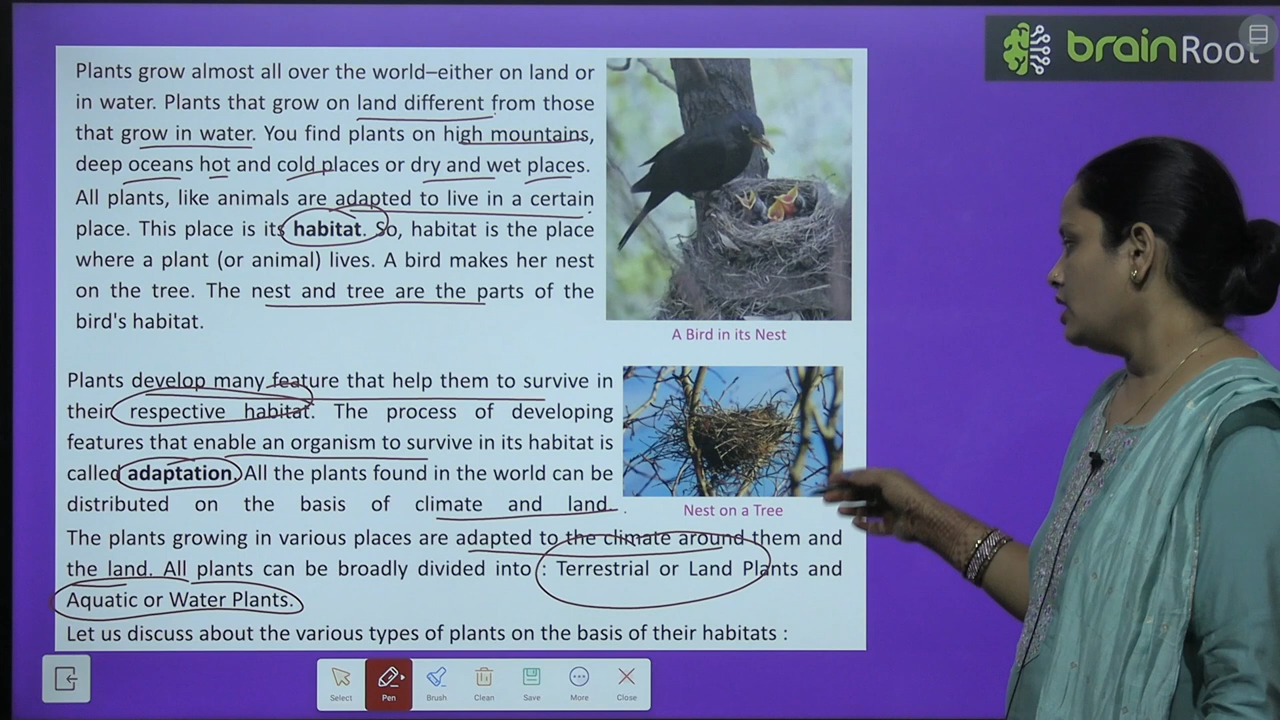 brainRoot
Plants grow almost all over the world–either on land or
in water. Plants that grow on land different from those
that grow in water. You find plants on high mountains,
deep oceans hot and cold places or dry and wet places.
All plants, like animals are adapted to live in a certain
place. This place is its habitat. So, habitat is the place
where a plant (or animal) lives. A bird makes her nest
on the tree. The nest and tree are the parts of the
bird's habitat.
A Bird in its Nest
Plants develop many feature that help them to survive in
their respective habitat. The process of developing
features that enable an organism to survive in its habitat is
called adaptation. All the plants found in the world can be
distributed on the basis of climate and land.
Nest on a Tree
The plants growing in various places are adapted to the climate around them and
the land. All plants can be broadly divided into : Terrestrial or Land Plants and
Aquatic or Water Plants.
Let us discuss about the various types of plants on the basis of their habitats :
Select Pen Brush Clean Save More Close